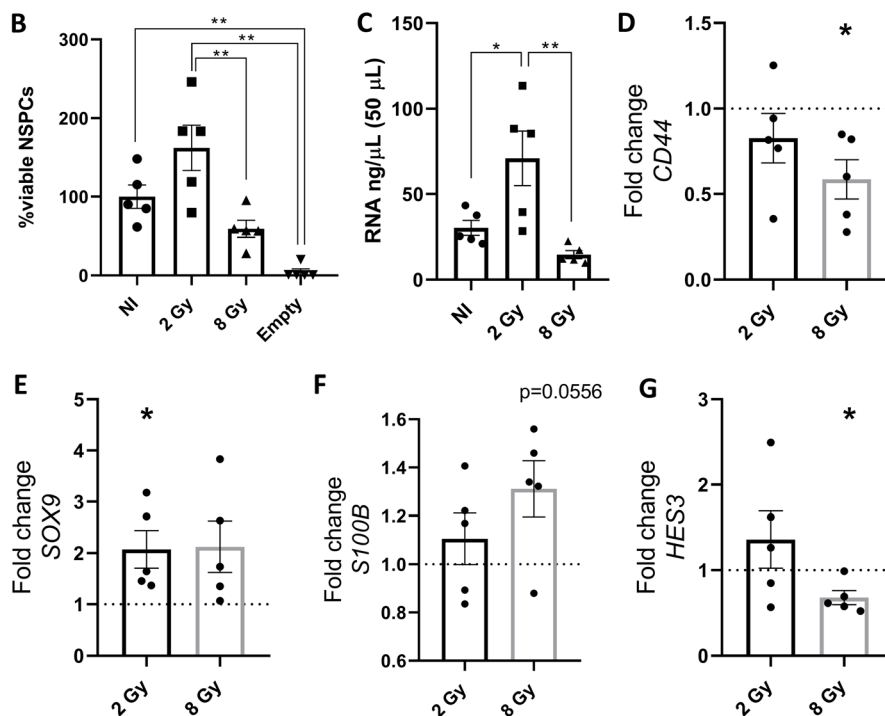 B
%viable NSPCs
300
200
100
0
**
**
**
NI
2 Gy
8 Gy
Empty
C
RNA ng/µL (50 µL)
150
100
50
0
*
**
NI
2 Gy
8 Gy
D
Fold change
CD44
1.5
1.0
0.5
0.0
*
2 Gy
8 Gy
E
Fold change
SOX9
5
4
3
2
1
0
*
2 Gy
8 Gy
F
Fold change
S100B
1.6
1.4
1.2
1.0
0.8
0.6
p=0.0556
2 Gy
8 Gy
G
Fold change
HES3
3
2
1
0
*
2 Gy
8 Gy